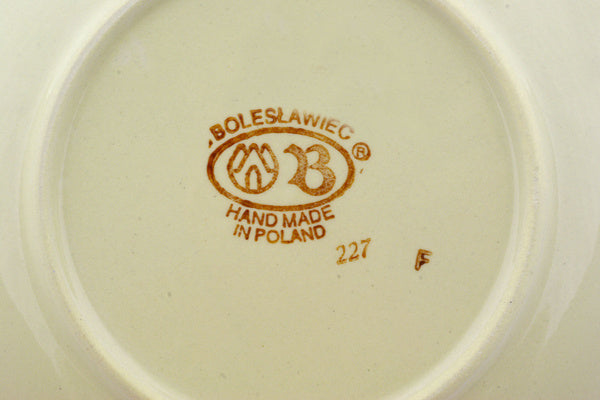 BOLESŁAWIEC
B ®
HAND MADE
IN POLAND
227 F